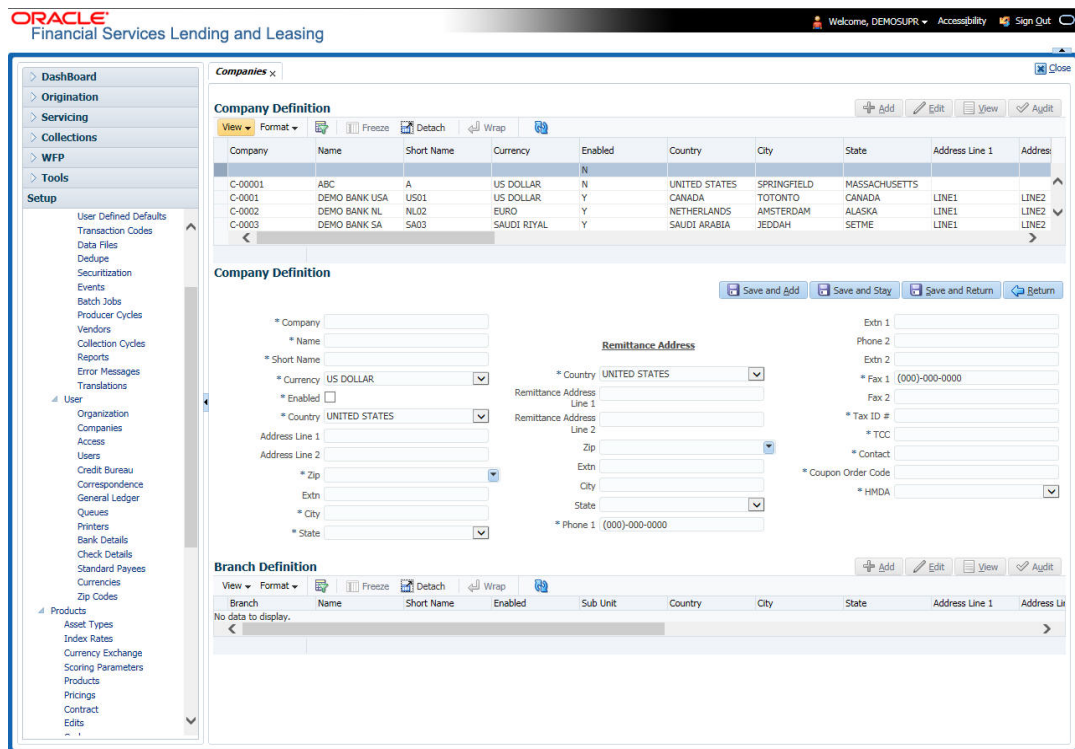 ORACLE
Financial Services Lending and Leasing
Welcome, DEMOSUPR Accessibility Sign Out
DashBoard
Origination
Servicing
Collections
WFP
Tools
Setup
User Defined Defaults
Transaction Codes
Data Files
Dedupe
Securitization
Events
Batch Jobs
Producer Cycles
Vendors
Collection Cycles
Reports
Error Messages
Translations
User
Organization
Companies
Access
Users
Credit Bureau
Correspondence
General Ledger
Queues
Printers
Bank Details
Check Details
Standard Payees
Currencies
Zip Codes
Products
Asset Types
Index Rates
Currency Exchange
Scoring Parameters
Products
Pricings
Contract
Edits
Companies x
Close
Company Definition
Add Edit View Audit
View Format Freeze Detach Wrap
Company Name Short Name Currency Enabled Country City State Address Line 1 Address
N
C-00001 ABC A US DOLLAR N UNITED STATES SPRINGFIELD MASSACHUSETTS
C-0001 DEMO BANK USA US01 US DOLLAR Y CANADA TOTONTO CANADA LINE1 LINE2
C-0002 DEMO BANK NL NL02 EURO Y NETHERLANDS AMSTERDAM ALASKA LINE1 LINE2
C-0003 DEMO BANK SA SA03 SAUDI RIYAL Y SAUDI ARABIA JEDDAH SETME LINE1 LINE2
Company Definition
Save and Add Save and Stay Save and Return Return
* Company
* Name
* Short Name
* Currency US DOLLAR
* Enabled
* Country UNITED STATES
Address Line 1
Address Line 2
* Zip
Extn
* City
* State
Remittance Address
* Country UNITED STATES
Remittance Address
Line 1
Remittance Address
Line 2
Zip
Extn
City
State
* Phone 1 (000)-000-0000
Extn 1
Phone 2
Extn 2
* Fax 1 (000)-000-0000
Fax 2
* Tax ID #
* TCC
* Contact
* Coupon Order Code
* HMDA
Branch Definition
Add Edit View Audit
View Format Freeze Detach Wrap
Branch Name Short Name Enabled Sub Unit Country City State Address Line 1 Address Lin
No data to display.